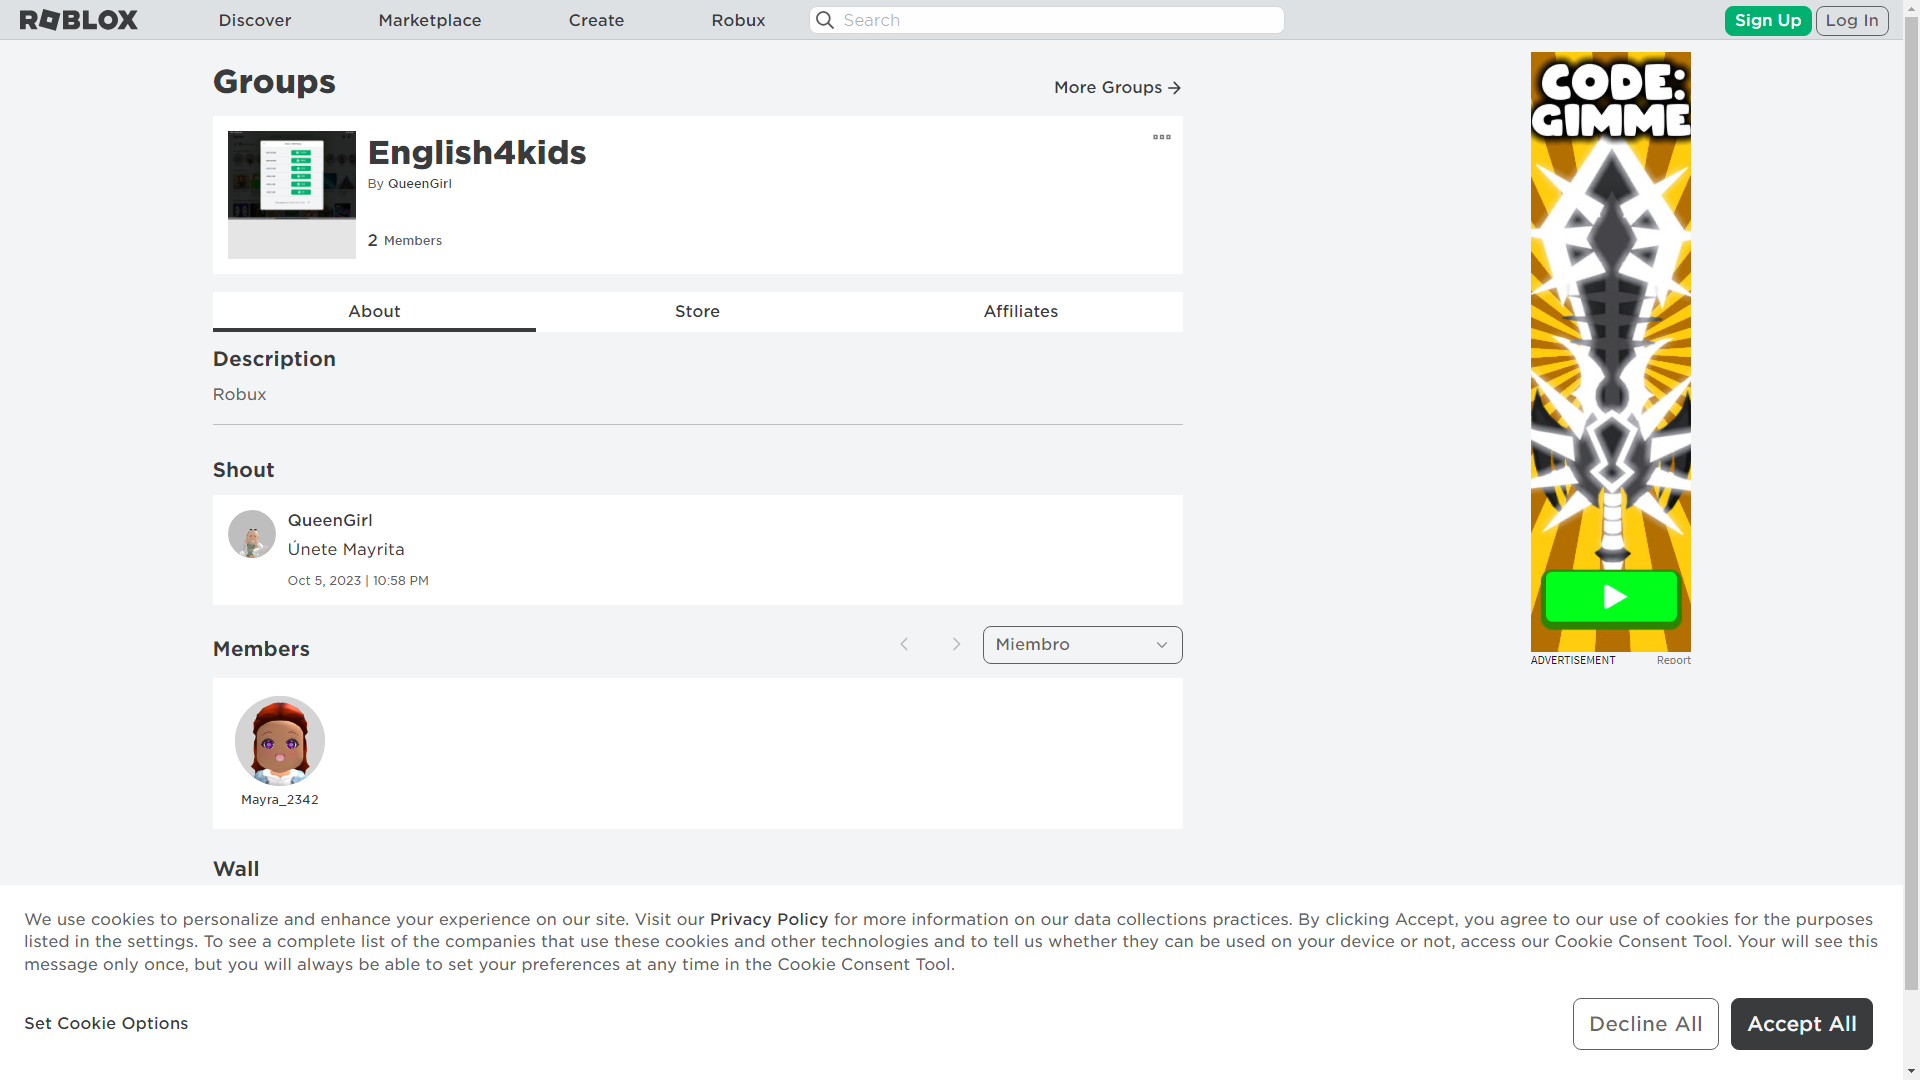 ROBLOX
Discover
Marketplace
Create
Robux
Search
Sign Up
Log In
Groups
More Groups
English4kids
By QueenGirl
2 Members
About
Store
Affiliates
Description
Robux
Shout
QueenGirl
Únete Mayrita
Oct 5, 2023 | 10:58 PM
Members
Miembro
Mayra_2342
Wall
CODE:
GIMME
ADVERTISEMENT
Report
We use cookies to personalize and enhance your experience on our site. Visit our Privacy Policy for more information on our data collections practices. By clicking Accept, you agree to our use of cookies for the purposes
listed in the settings. To see a complete list of the companies that use these cookies and other technologies and to tell us whether they can be used on your device or not, access our Cookie Consent Tool. Your will see this
message only once, but you will always be able to set your preferences at any time in the Cookie Consent Tool.
Set Cookie Options
Decline All
Accept All